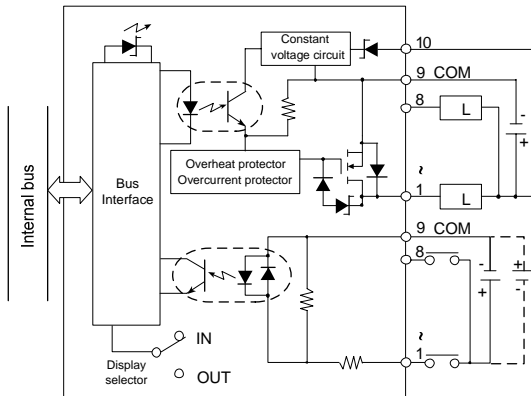 Constant
voltage circuit
10
9 COM
8
L
-
+
~
1
L
Overheat protector
Overcurrent protector
Internal bus
Bus
Interface
9 COM
8
-
+
+
-
~
1
Display
selector
IN
OUT